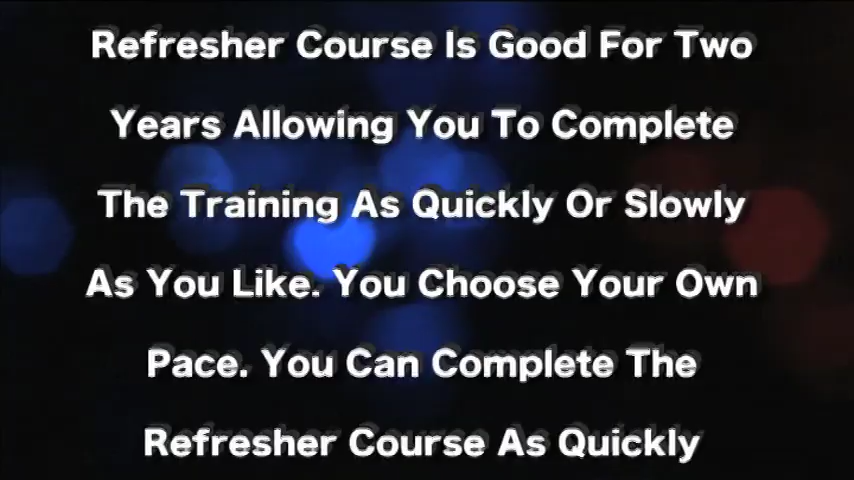 Refresher Course Is Good For Two
Years Allowing You To Complete
The Training As Quickly Or Slowly
As You Like. You Choose Your Own
Pace. You Can Complete The
Refresher Course As Quickly